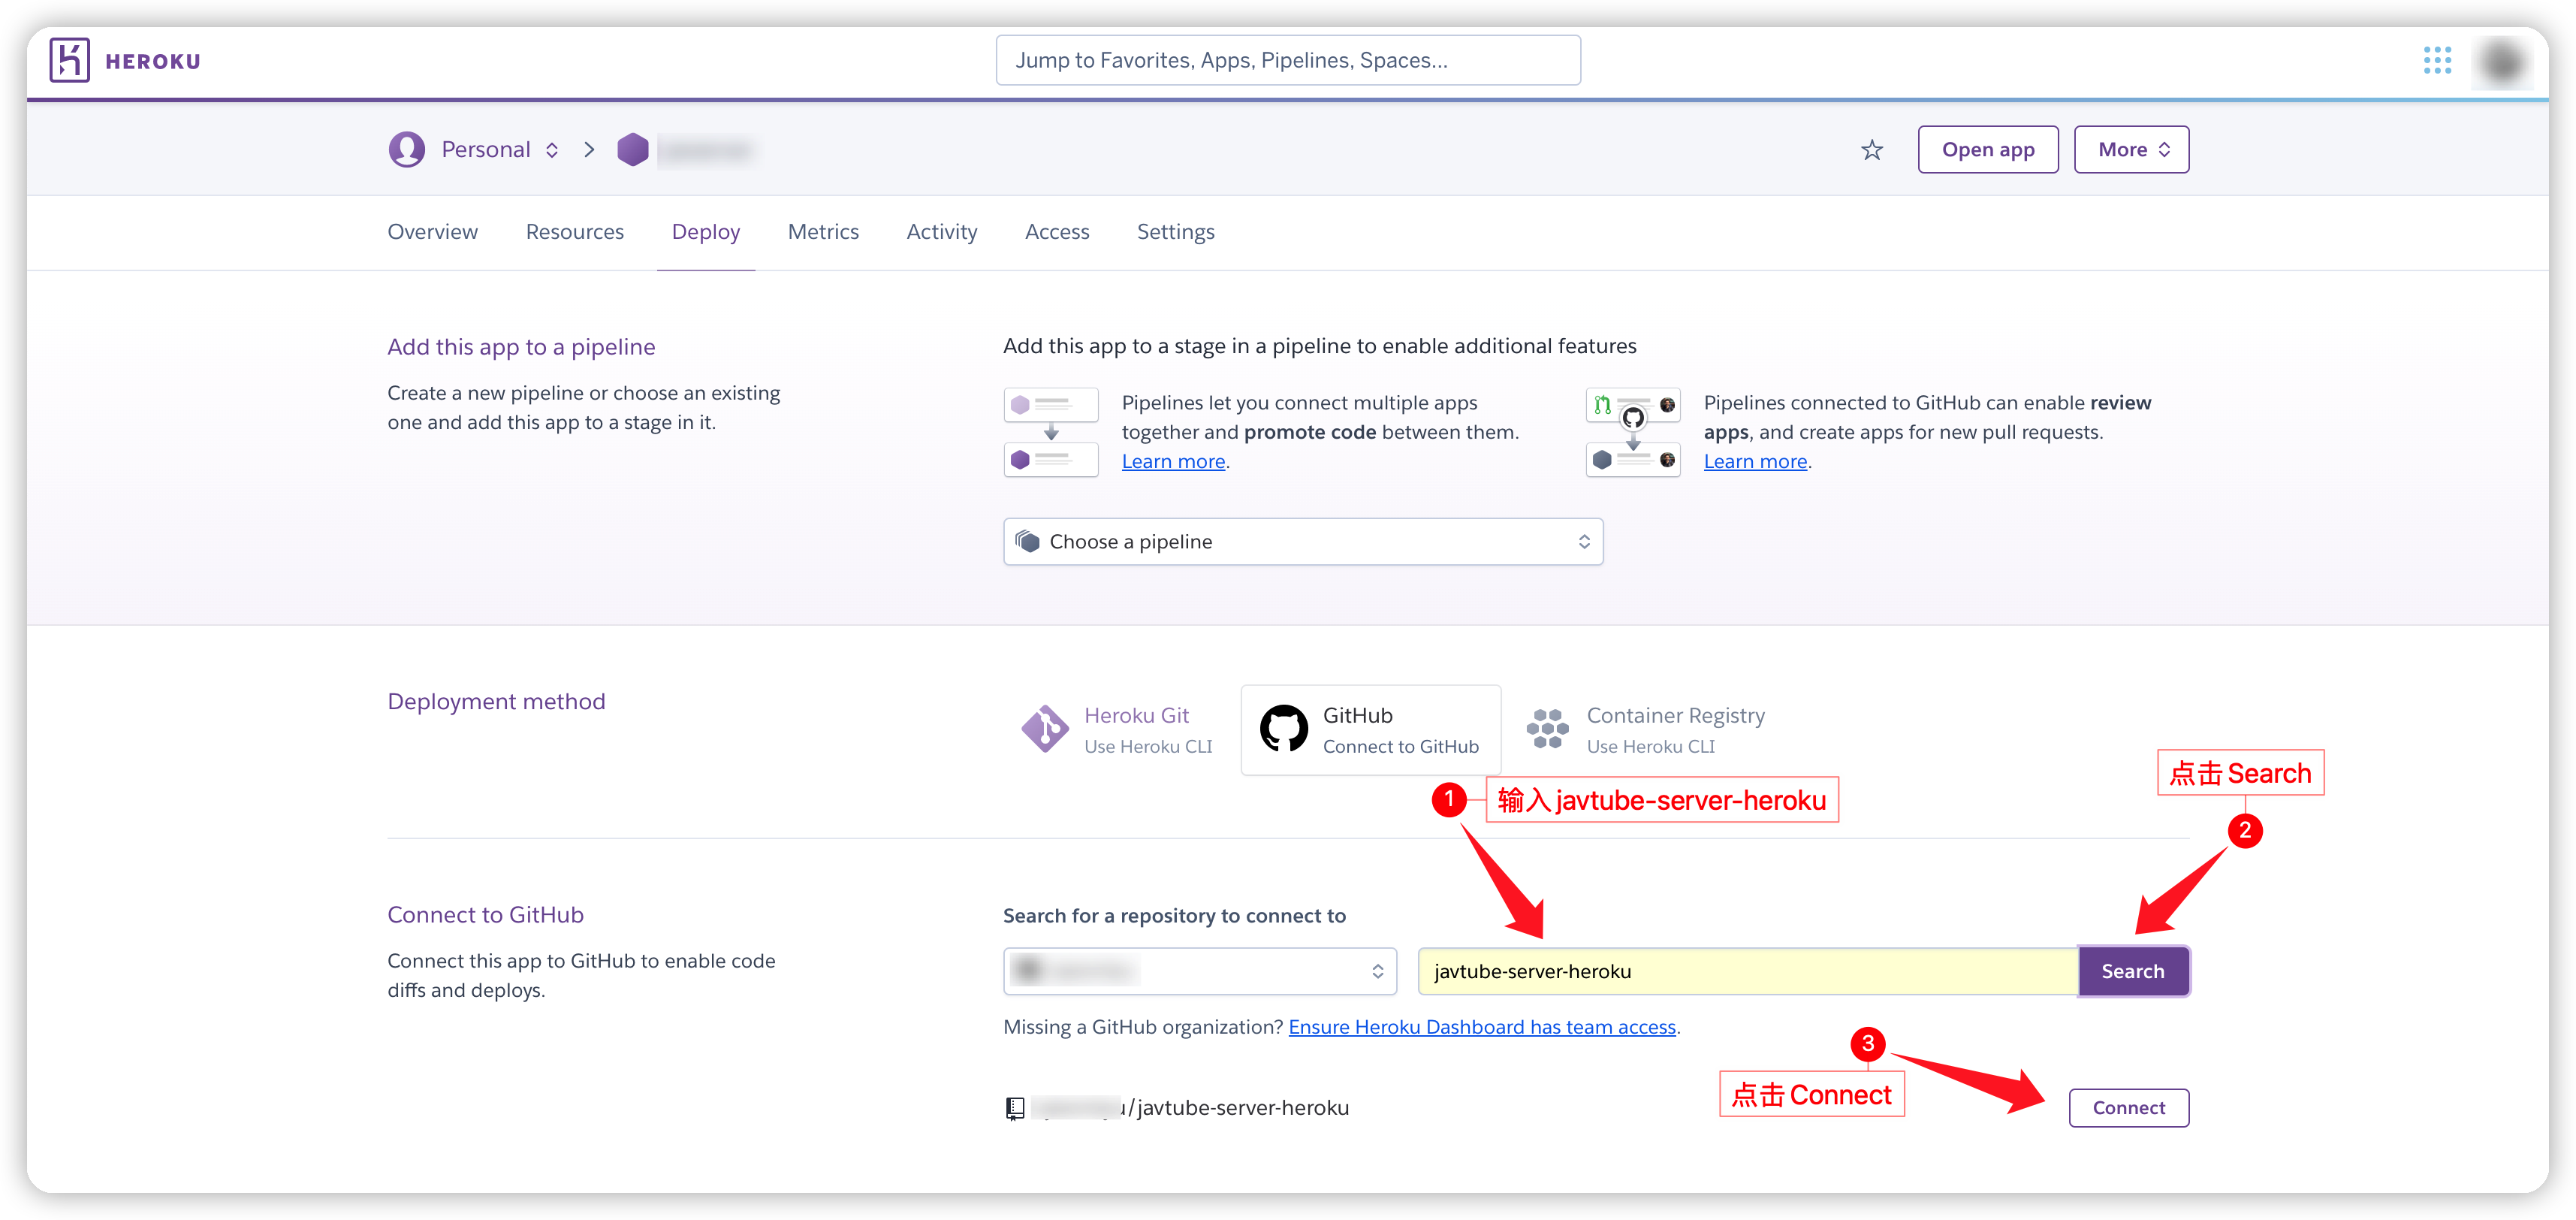 HEROKU
Jump to Favorites, Apps, Pipelines, Spaces...
Personal
Open app
More
Overview
Resources
Deploy
Metrics
Activity
Access
Settings
Add this app to a pipeline
Create a new pipeline or choose an existing
one and add this app to a stage in it.
Add this app to a stage in a pipeline to enable additional features
Pipelines let you connect multiple apps
together and promote code between them.
Learn more.
Pipelines connected to GitHub can enable review
apps, and create apps for new pull requests.
Learn more.
Choose a pipeline
Deployment method
Heroku Git
Use Heroku CLI
GitHub
Connect to GitHub
Container Registry
Use Heroku CLI
1
输入 javtube-server-heroku
点击 Search
2
Connect to GitHub
Connect this app to GitHub to enable code
diffs and deploys.
Search for a repository to connect to
javtube-server-heroku
Search
Missing a GitHub organization? Ensure Heroku Dashboard has team access.
3
点击 Connect
/javtube-server-heroku
Connect